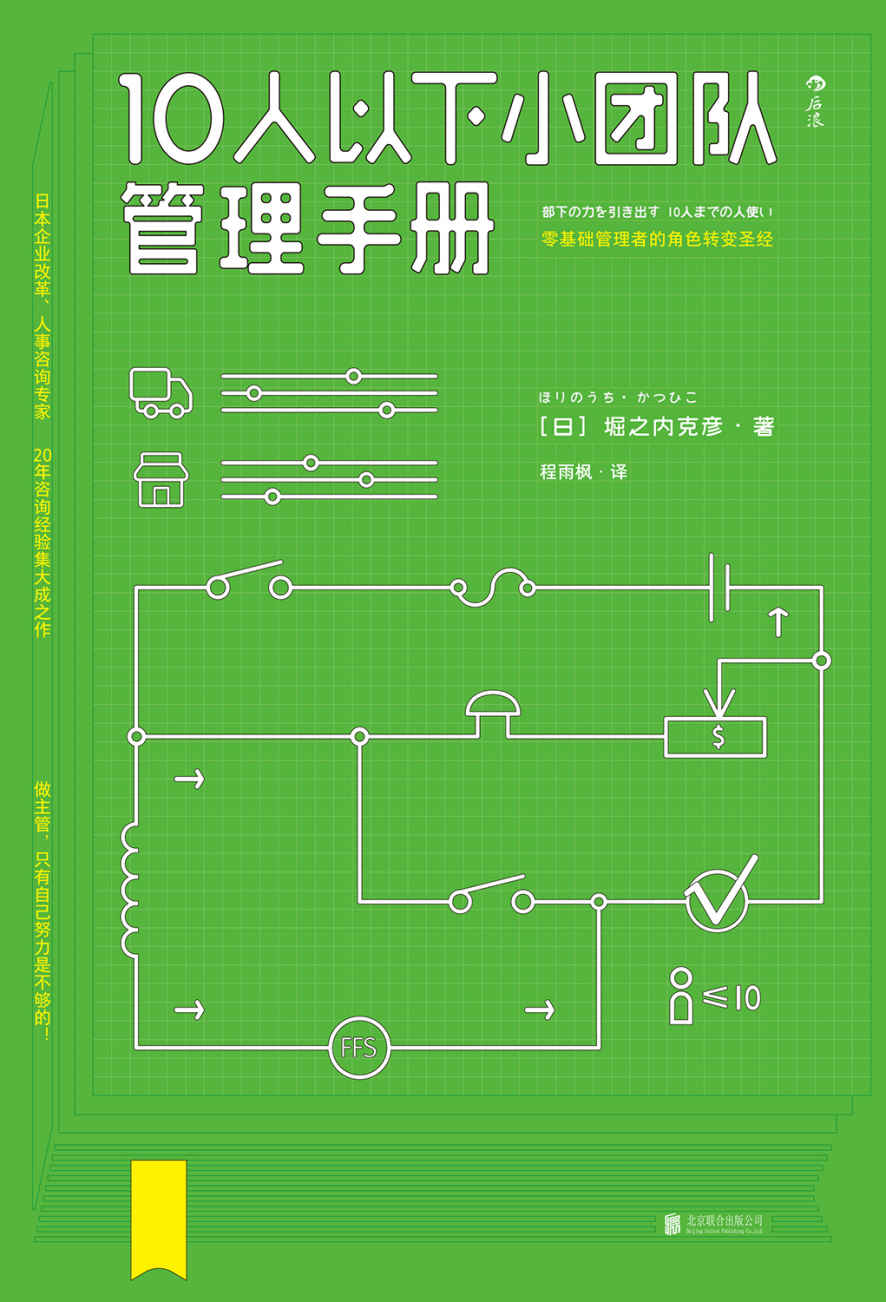 10人以下小团队
管理手册
后浪
部下の力を引き出す 10人までの人使い
零基础管理者的角色转变圣经
ほりのうち・かつひこ
[日] 堀之内克彦·著
程雨枫·译
日本企业改革、人事咨询专家
20年咨询经验集大成之作
做主管，只有自己努力是不够的！
$
≤10
FFS
北京联合出版公司
Beijing United Publishing Co.,Ltd.